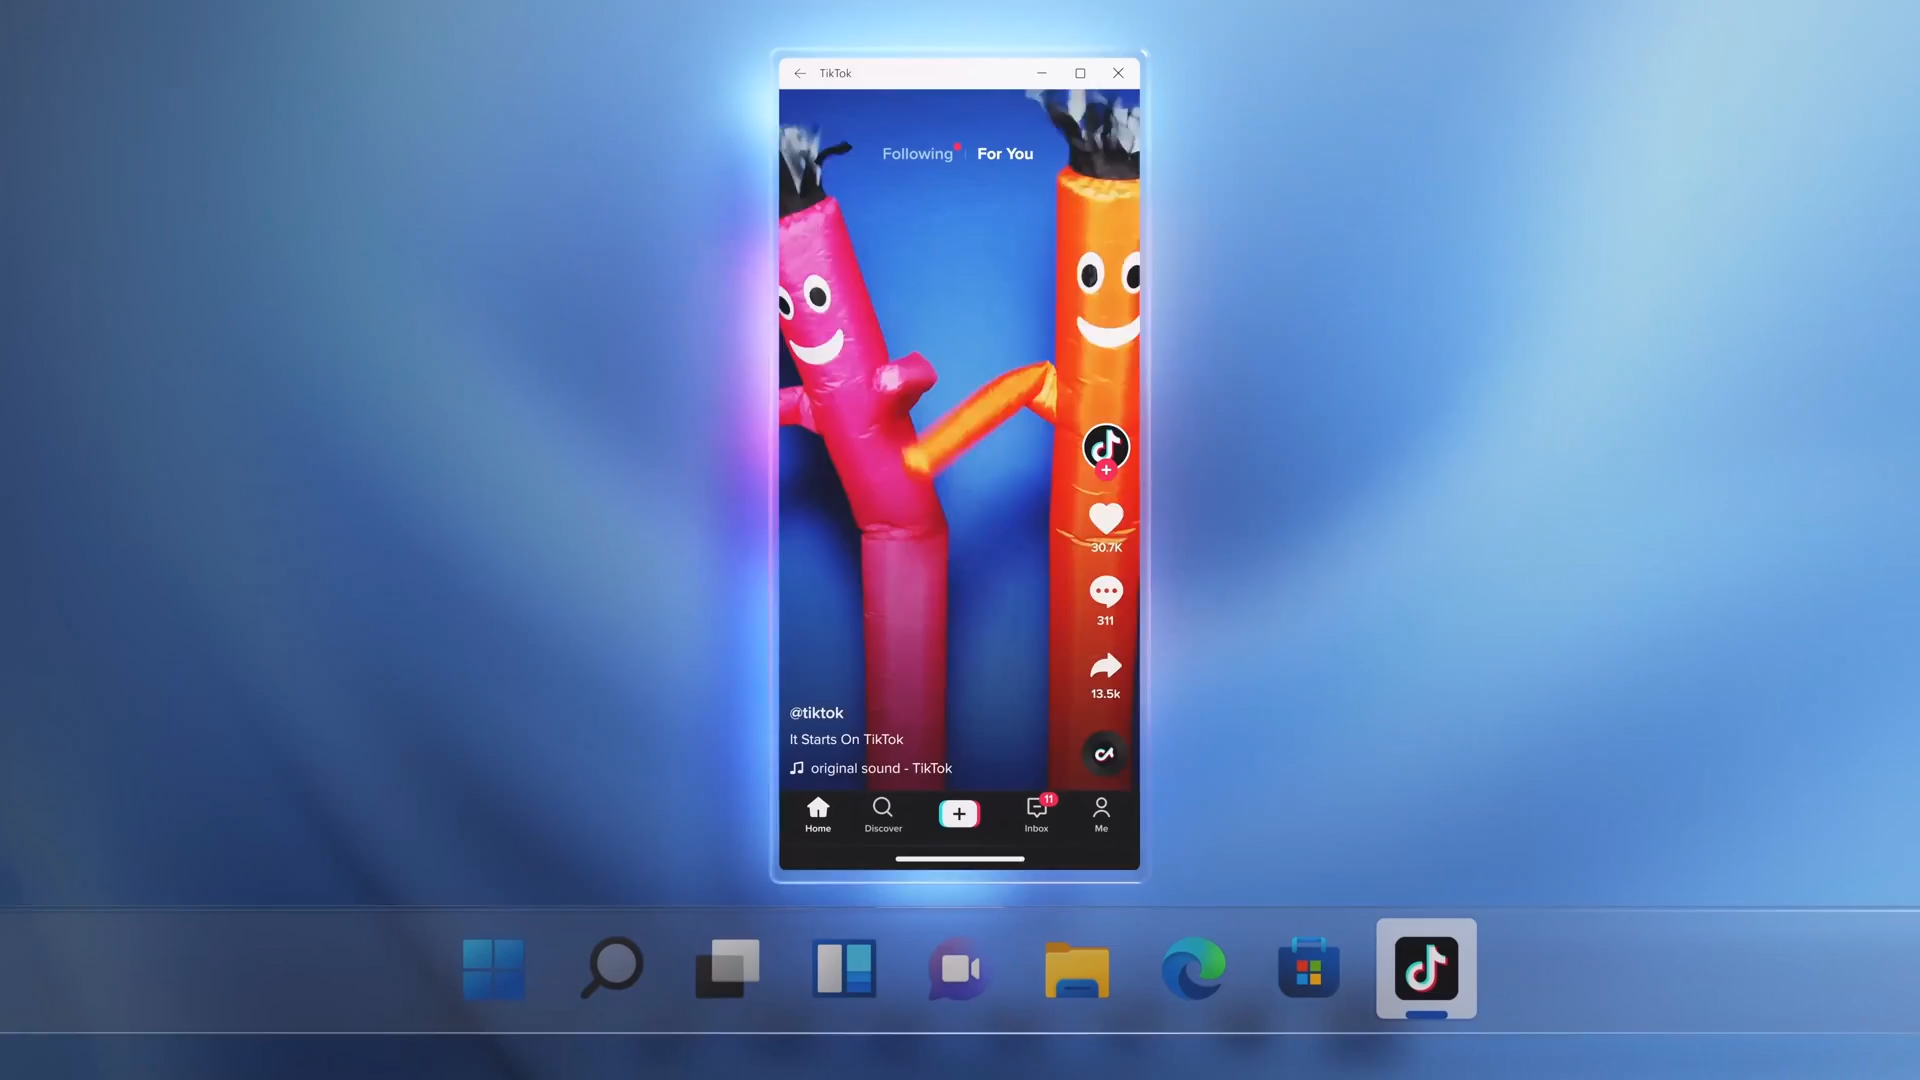 TikTok
Following
For You
30.7K
311
13.5k
@tiktok
It Starts On TikTok
original sound - TikTok
11
Home
Discover
Inbox
Me